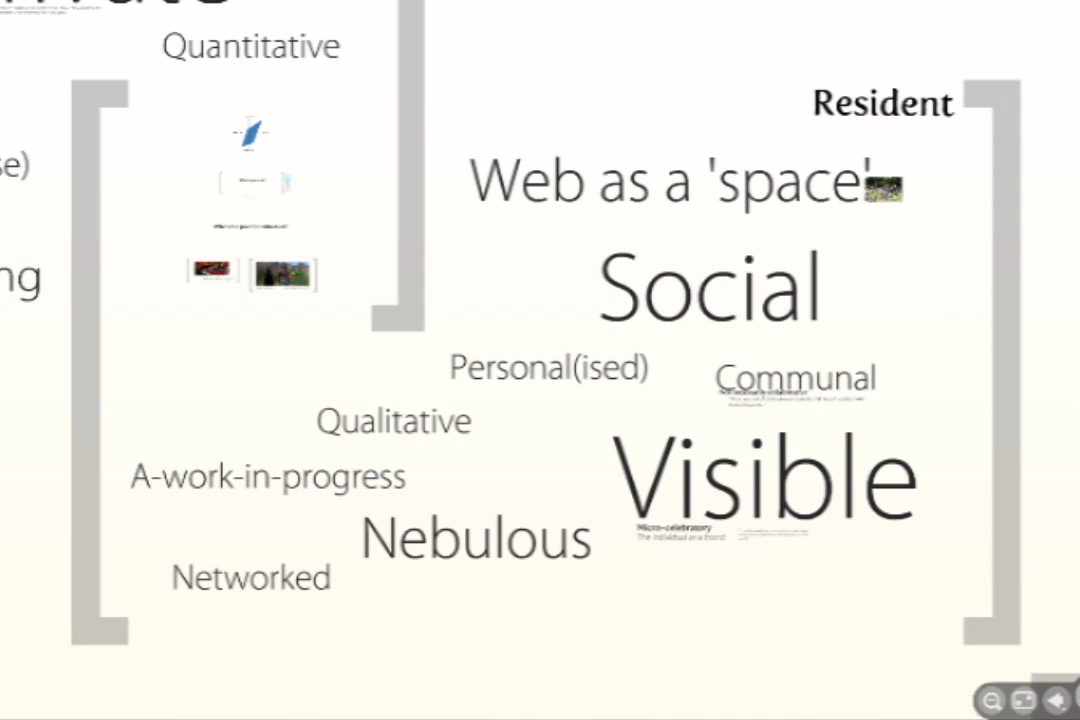 Quantitative
Resident
se)
Web as a 'space'
ng
Social
Personal(ised)
Communal
Qualitative
A-work-in-progress
Visible
Micro-celebratory
The individual as a brand
Nebulous
Networked